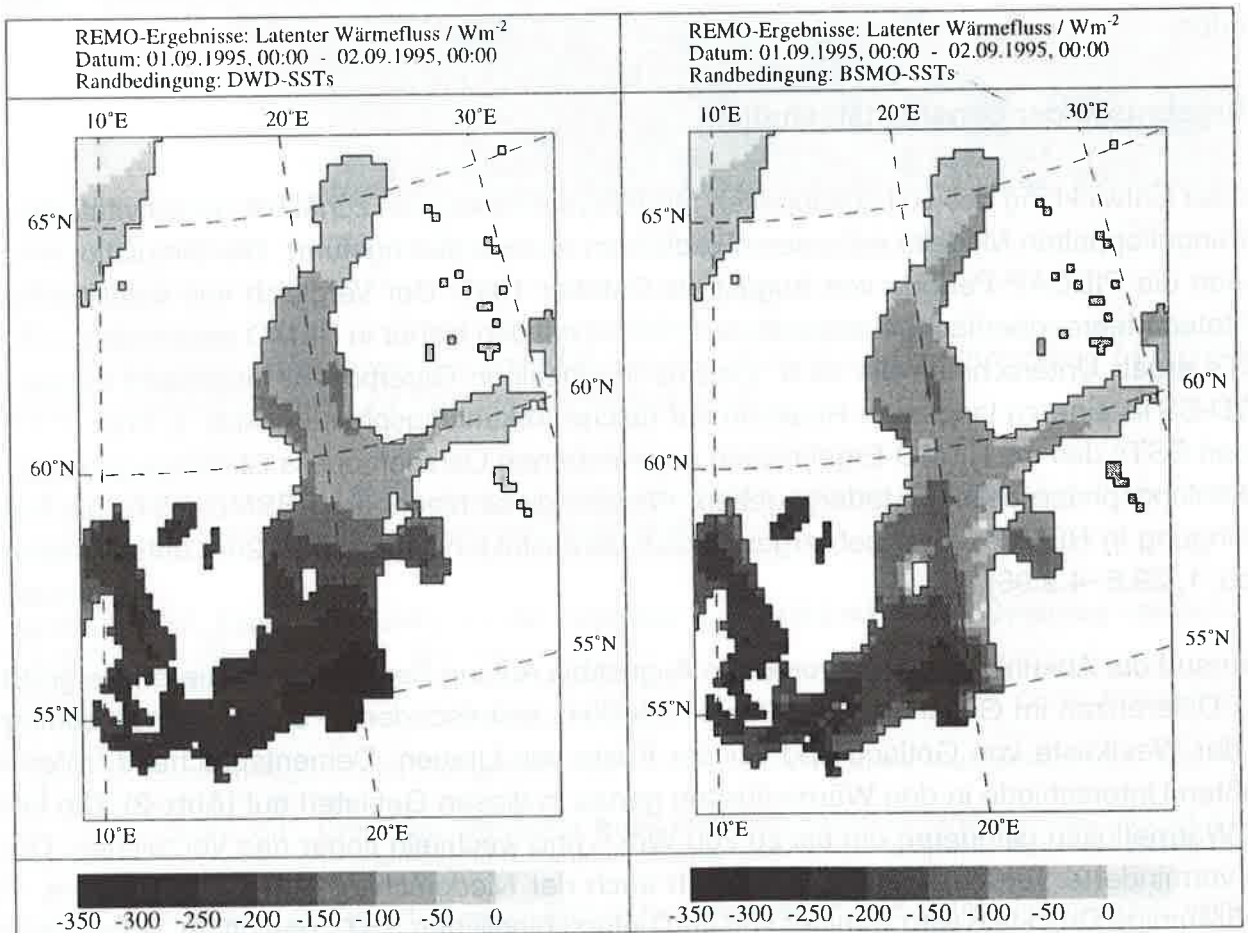 REMO-Ergebnisse: Latenter Wärmefluss / Wm-2
Datum: 01.09.1995, 00:00 - 02.09.1995, 00:00
Randbedingung: DWD-SSTs
10°E
20°E
30°E
65°N
60°N
60°N
55°N
55°N
10°E
20°E
-350 -300 -250 -200 -150 -100 -50 0
REMO-Ergebnisse: Latenter Wärmefluss / Wm-2
Datum: 01.09.1995, 00:00 - 02.09.1995, 00:00
Randbedingung: BSMO-SSTs
10°E
20°E
30°E
65°N
60°N
60°N
55°N
55°N
10°E
20°E
-350 -300 -250 -200 -150 -100 -50 0